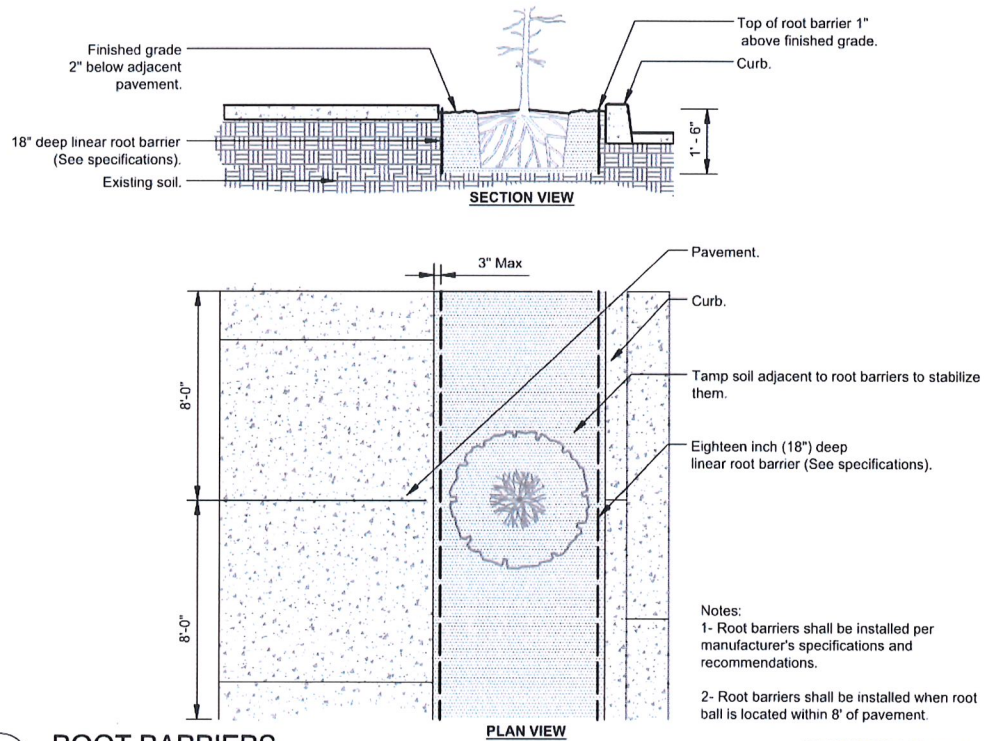 Finished grade
2" below adjacent
pavement.
18" deep linear root barrier
(See specifications).
Existing soil.
Top of root barrier 1"
above finished grade.
Curb.
1' - 6"
SECTION VIEW
3" Max
8'-0"
8'-0"
Pavement.
Curb.
Tamp soil adjacent to root barriers to stabilize
them.
Eighteen inch (18") deep
linear root barrier (See specifications).
Notes:
1- Root barriers shall be installed per
manufacturer's specifications and
recommendations.
2- Root barriers shall be installed when root
ball is located within 8' of pavement.
PLAN VIEW
ROOT BARRIERS